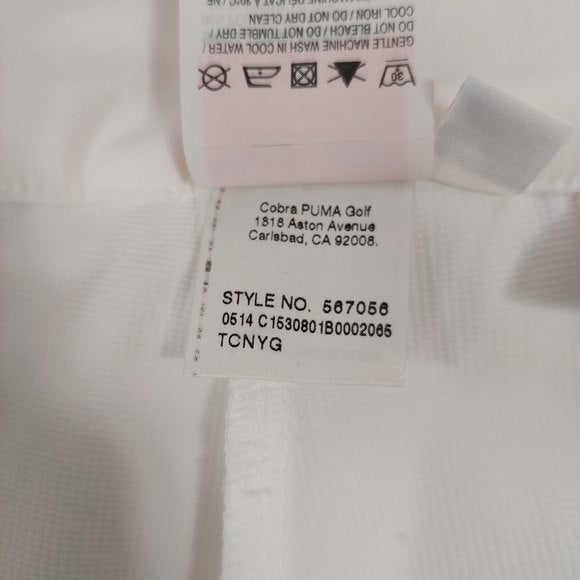 GENTLE MACHINE WASH IN COOL WATER /
DO NOT BLEACH / DO NOT TUMBLE DRY /
COOL IRON / DO NOT DRY CLEAN
30
Cobra PUMA Golf
1818 Aston Avenue
Carlsbad, CA 92008.
STYLE NO. 567056
0514 C1530801B0002065
TCNYG